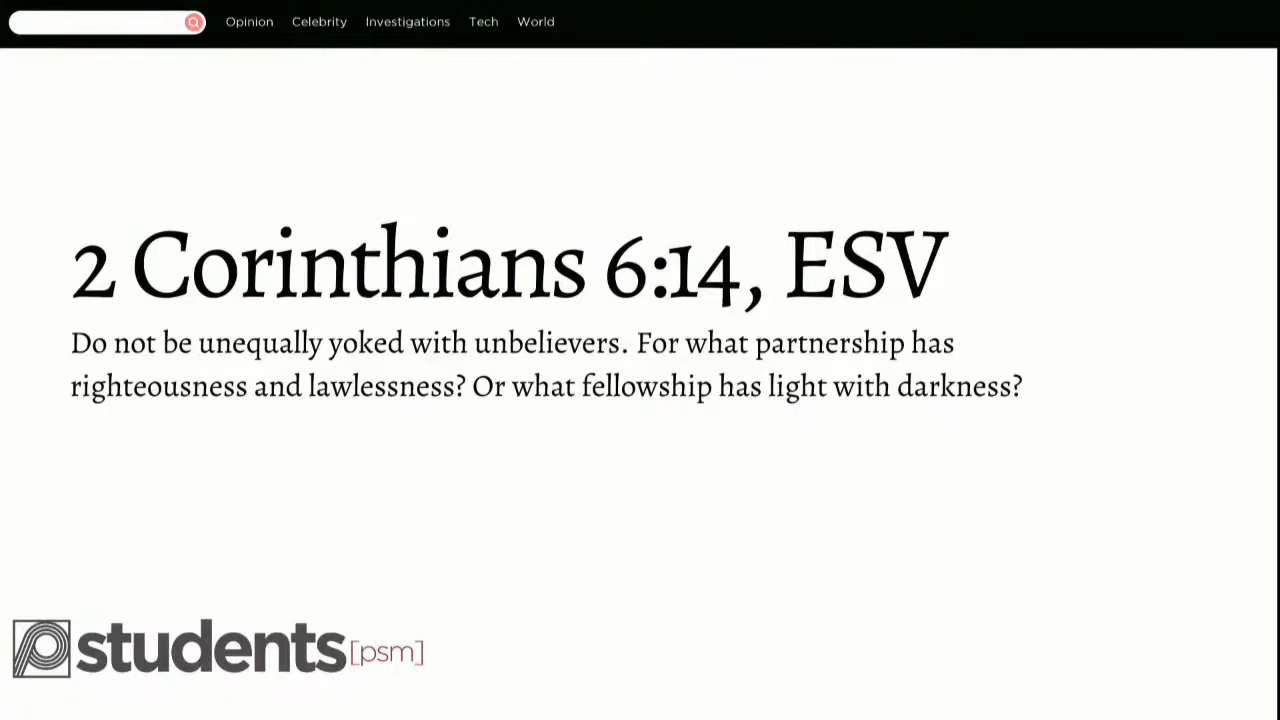 Opinion Celebrity Investigations Tech World
2 Corinthians 6:14, ESV
Do not be unequally yoked with unbelievers. For what partnership has
righteousness and lawlessness? Or what fellowship has light with darkness?
students [psm]